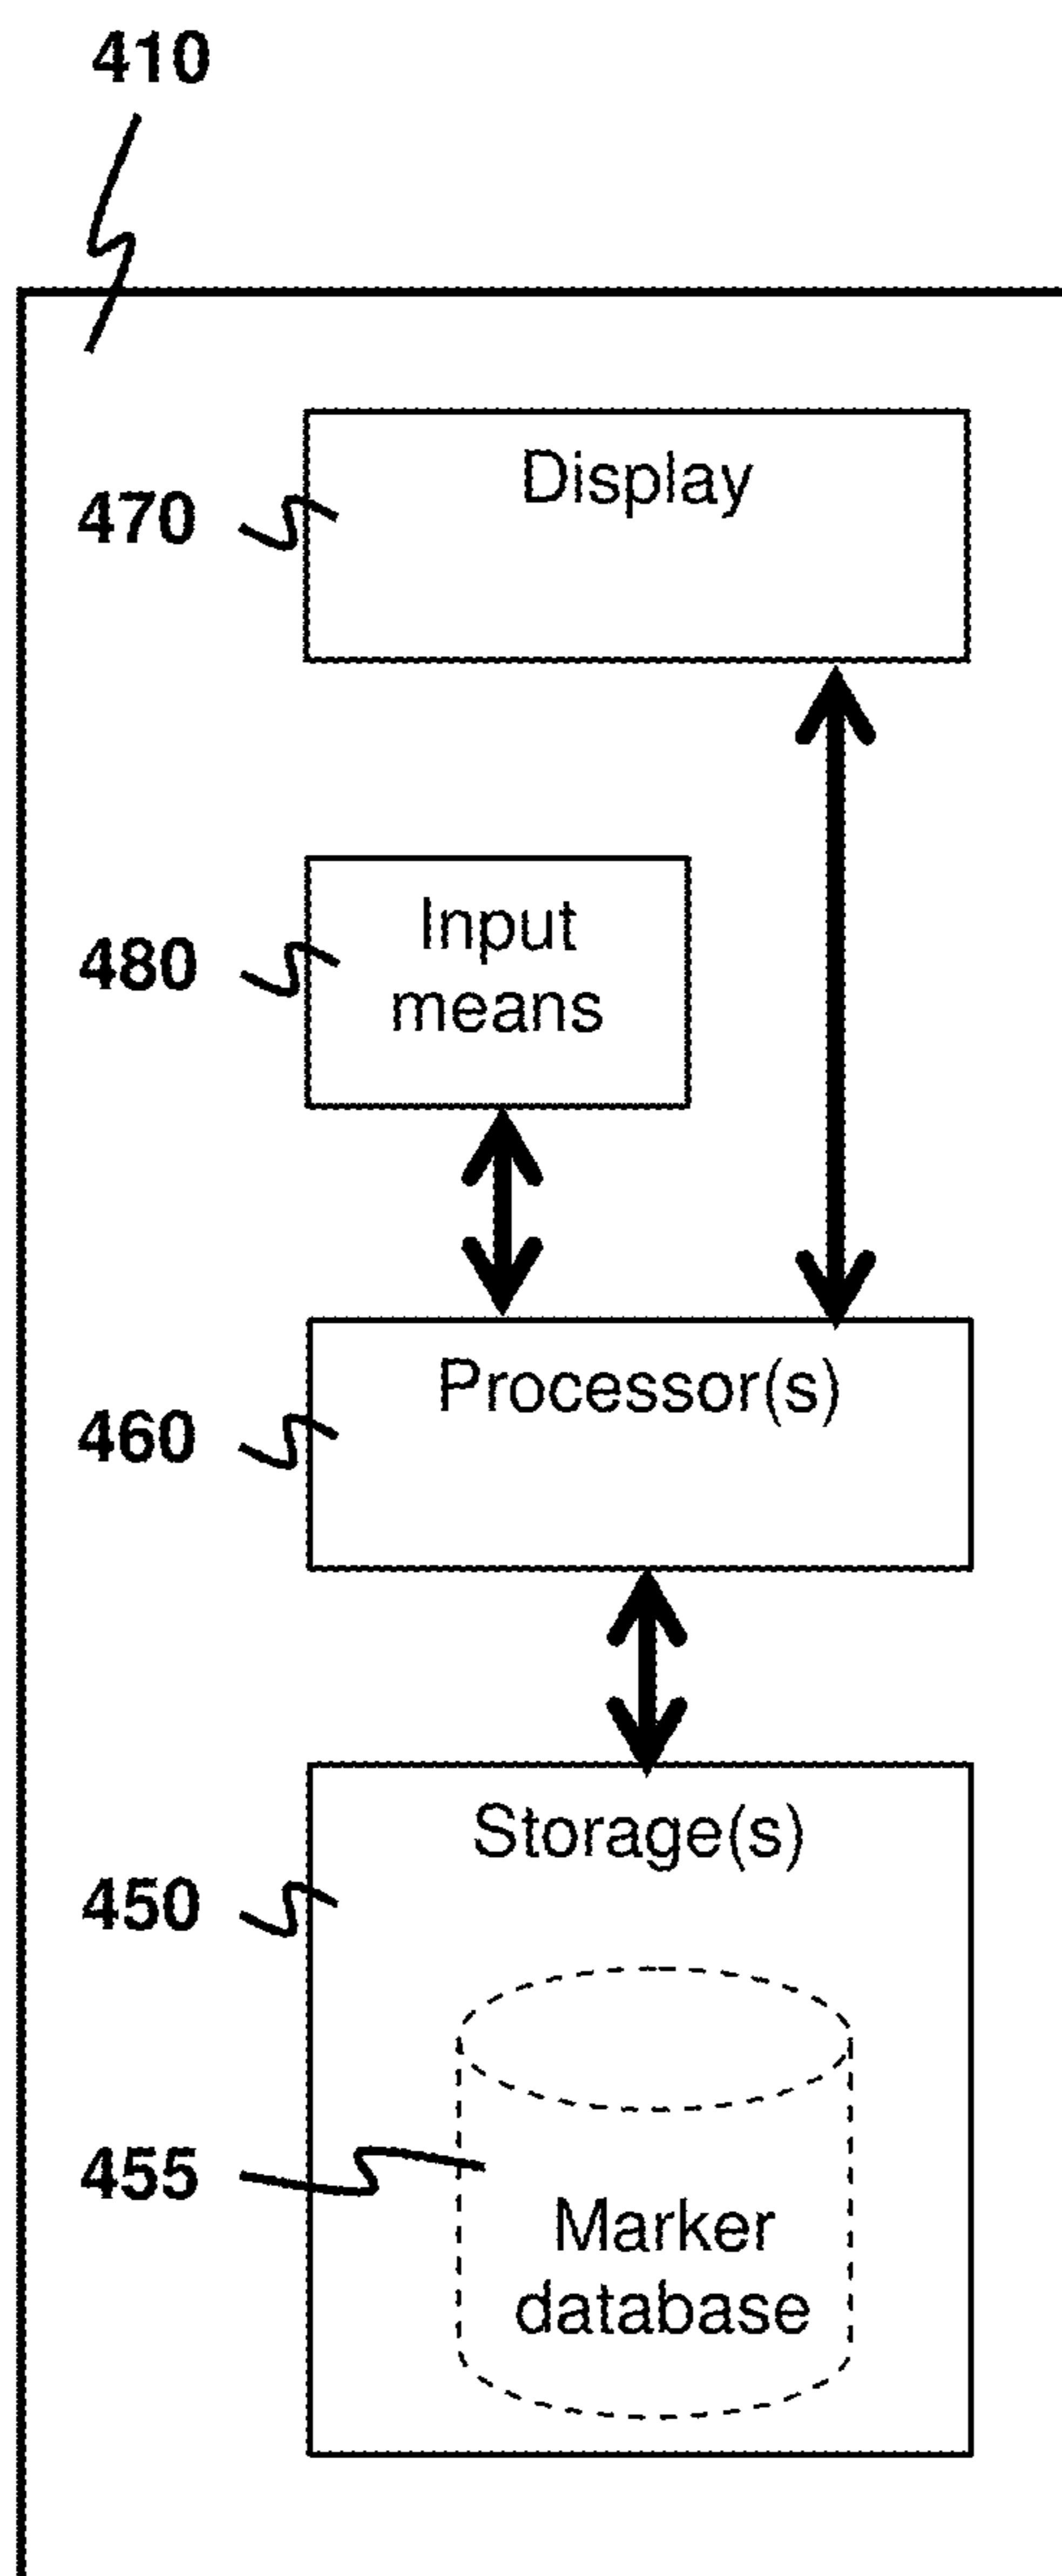 410
Display
470
Input
480
means
Processor(s)
460
Storage(s)
450
455
Marker
database